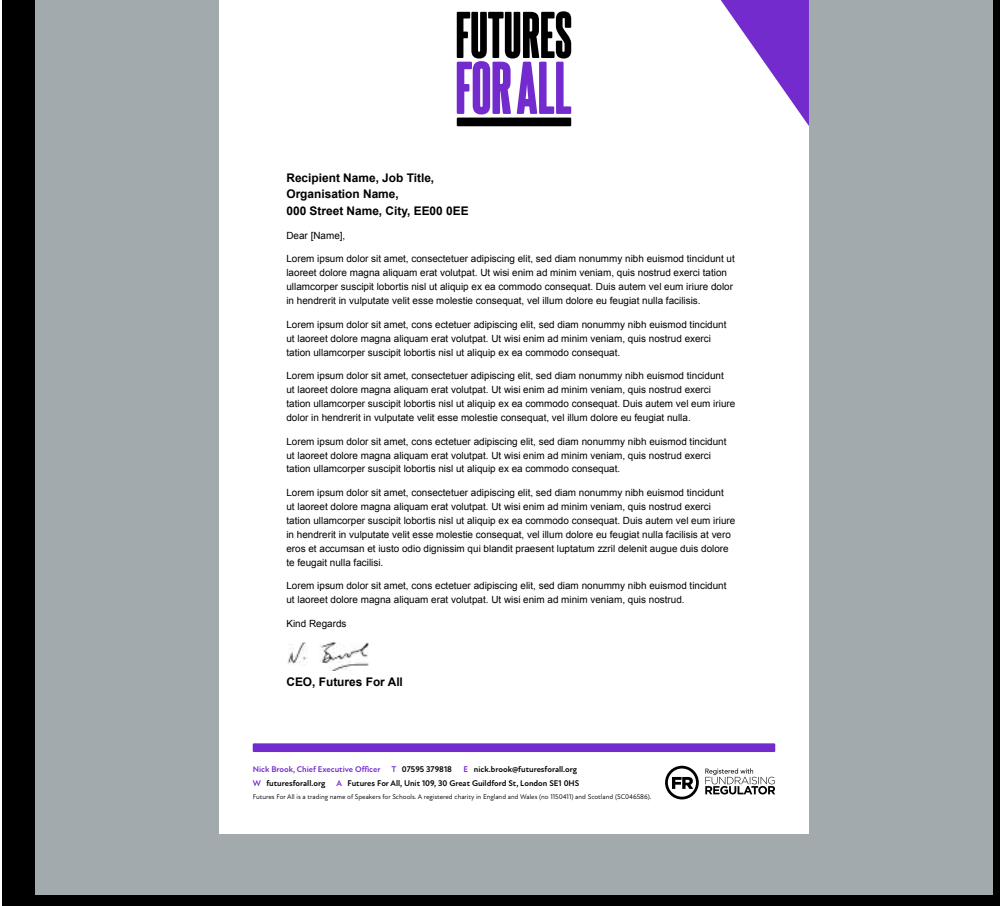 FUTURES
FOR ALL
Recipient Name, Job Title,
Organisation Name,
000 Street Name, City, EE00 0EE
Dear [Name],
Lorem ipsum dolor sit amet, consectetuer adipiscing elit, sed diam nonummy nibh euismod tincidunt ut
laoreet dolore magna aliquam erat volutpat. Ut wisi enim ad minim veniam, quis nostrud exerci tation
ullamcorper suscipit lobortis nisl ut aliquip ex ea commodo consequat. Duis autem vel eum iriure dolor
in hendrerit in vulputate velit esse molestie consequat, vel illum dolore eu feugiat nulla facilisis.
Lorem ipsum dolor sit amet, cons ectetuer adipiscing elit, sed diam nonummy nibh euismod tincidunt
ut laoreet dolore magna aliquam erat volutpat. Ut wisi enim ad minim veniam, quis nostrud exerci
tation ullamcorper suscipit lobortis nisl ut aliquip ex ea commodo consequat.
Lorem ipsum dolor sit amet, consectetuer adipiscing elit, sed diam nonummy nibh euismod tincidunt
ut laoreet dolore magna aliquam erat volutpat. Ut wisi enim ad minim veniam, quis nostrud exerci
tation ullamcorper suscipit lobortis nisl ut aliquip ex ea commodo consequat. Duis autem vel eum iriure
dolor in hendrerit in vulputate velit esse molestie consequat, vel illum dolore eu feugiat nulla.
Lorem ipsum dolor sit amet, cons ectetuer adipiscing elit, sed diam nonummy nibh euismod tincidunt
ut laoreet dolore magna aliquam erat volutpat. Ut wisi enim ad minim veniam, quis nostrud exerci
tation ullamcorper suscipit lobortis nisl ut aliquip ex ea commodo consequat.
Lorem ipsum dolor sit amet, consectetuer adipiscing elit, sed diam nonummy nibh euismod tincidunt
ut laoreet dolore magna aliquam erat volutpat. Ut wisi enim ad minim veniam, quis nostrud exerci
tation ullamcorper suscipit lobortis nisl ut aliquip ex ea commodo consequat. Duis autem vel eum iriure
in hendrerit in vulputate velit esse molestie consequat, vel illum dolore eu feugiat nulla facilisis at vero
eros et accumsan et iusto odio dignissim qui blandit praesent luptatum zzril delenit augue duis dolore
te feugait nulla facilisi.
Lorem ipsum dolor sit amet, cons ectetuer adipiscing elit, sed diam nonummy nibh euismod tincidunt
ut laoreet dolore magna aliquam erat volutpat. Ut wisi enim ad minim veniam, quis nostrud.
Kind Regards
CEO, Futures For All
Nick Brook, Chief Executive Officer T 07595 379818 E nick.brook@futuresforall.org
W futuresforall.org A Futures For All, Unit 109, 30 Great Guildford St, London SE1 0HS
Futures For All is a trading name of Speakers for Schools. A registered charity in England and Wales (no 1150411) and Scotland (SC046586).
FR
Registered with
FUNDRAISING
REGULATOR